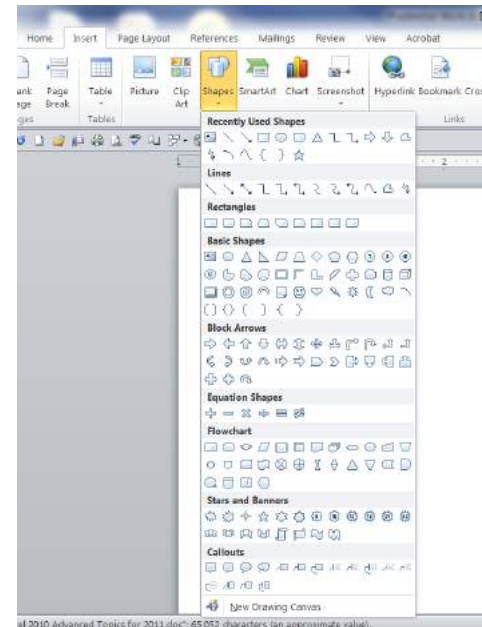 Home Insert Page Layout References Mailings Review View Acrobat
Page Break
Table
Picture
Clip Art
Shapes
SmartArt
Chart
Screenshot
Hyperlink
Bookmark
Tables
Links
Recently Used Shapes
Lines
Rectangles
Basic Shapes
Block Arrows
Equation Shapes
Flowchart
Stars and Banners
Callouts
New Drawing Canvas
2010 Advanced Topics for 2011.doc": 65,052 characters (an approximate value).